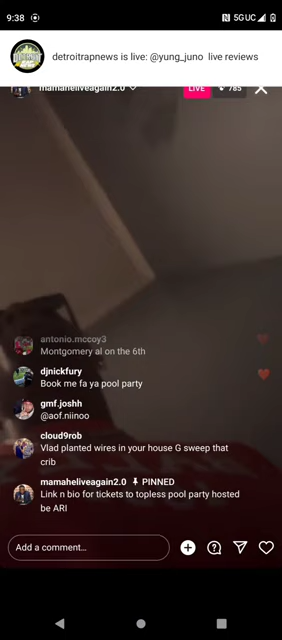 9:38
5GUC
detroitrapnews is live: @yung_juno live reviews
mamaheliveagain2.0
LIVE
785
antonio.mccoy3
Montgomery al on the 6th
djnickfury
Book me fa ya pool party
gmf.joshh
@aof.niinoo
cloud9rob
Vlad planted wires in your house G sweep that
crib
mamaheliveagain2.0 PINNED
Link n bio for tickets to topless pool party hosted
be ARI
Add a comment...